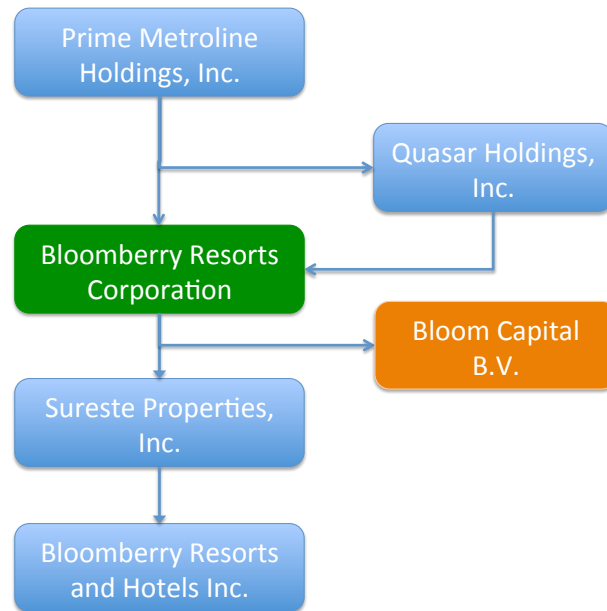 Prime Metroline
Holdings, Inc.
Quasar Holdings,
Inc.
Bloomberry Resorts
Corporation
Bloom Capital
B.V.
Sureste Properties,
Inc.
Bloomberry Resorts
and Hotels Inc.